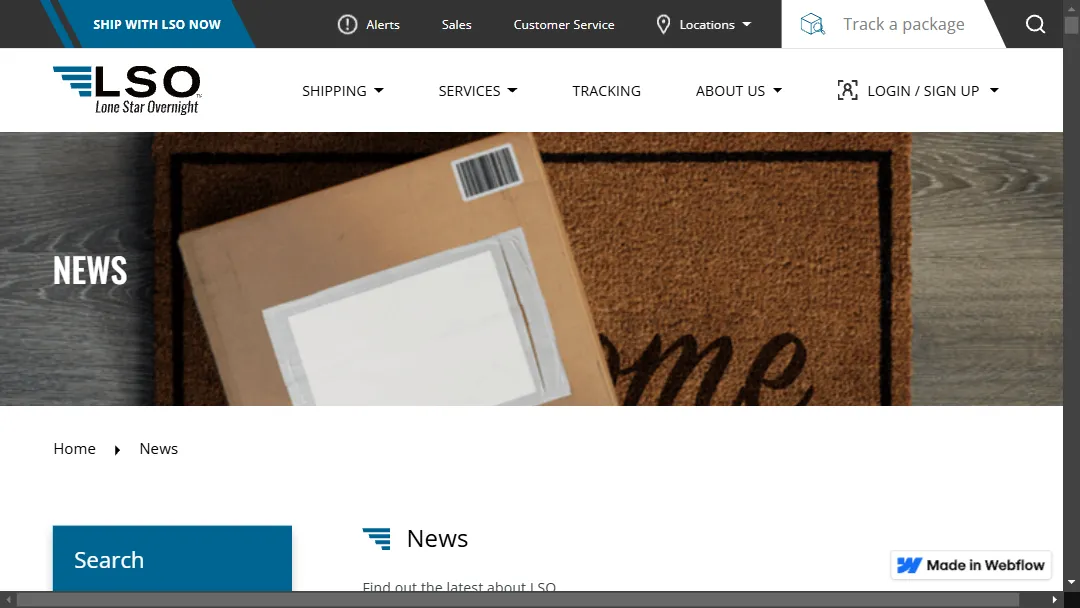 SHIP WITH LSO NOW
Alerts
Sales
Customer Service
Locations
Track a package
LSO
Lone Star Overnight
SHIPPING
SERVICES
TRACKING
ABOUT US
LOGIN / SIGN UP
NEWS
ome
Home
News
Search
News
Find out the latest about LSO
Made in Webflow